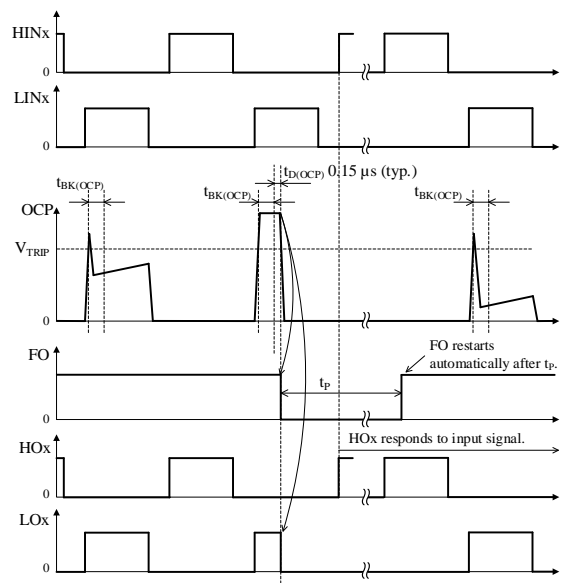 HINx
0
LINx
0
tD(OCP) 0.15 µs (typ.)
tBK(OCP)
tBK(OCP)
tBK(OCP)
OCP
VTRIP
0
FO
FO restarts
automatically after tP.
tP
0
HOx
HOx responds to input signal.
0
LOx
0